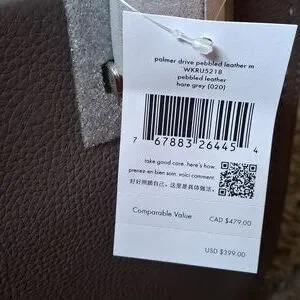 palmer drive pebbled leather m
WKRU5218
pebbled leather
hare grey (020)
7 67883 26445 4
take good care. here's how.
prenez-en bien soin. voici comment.
好好照顾自己。这里是具体做法。
Comparable Value CAD $479.00
USD $399.00